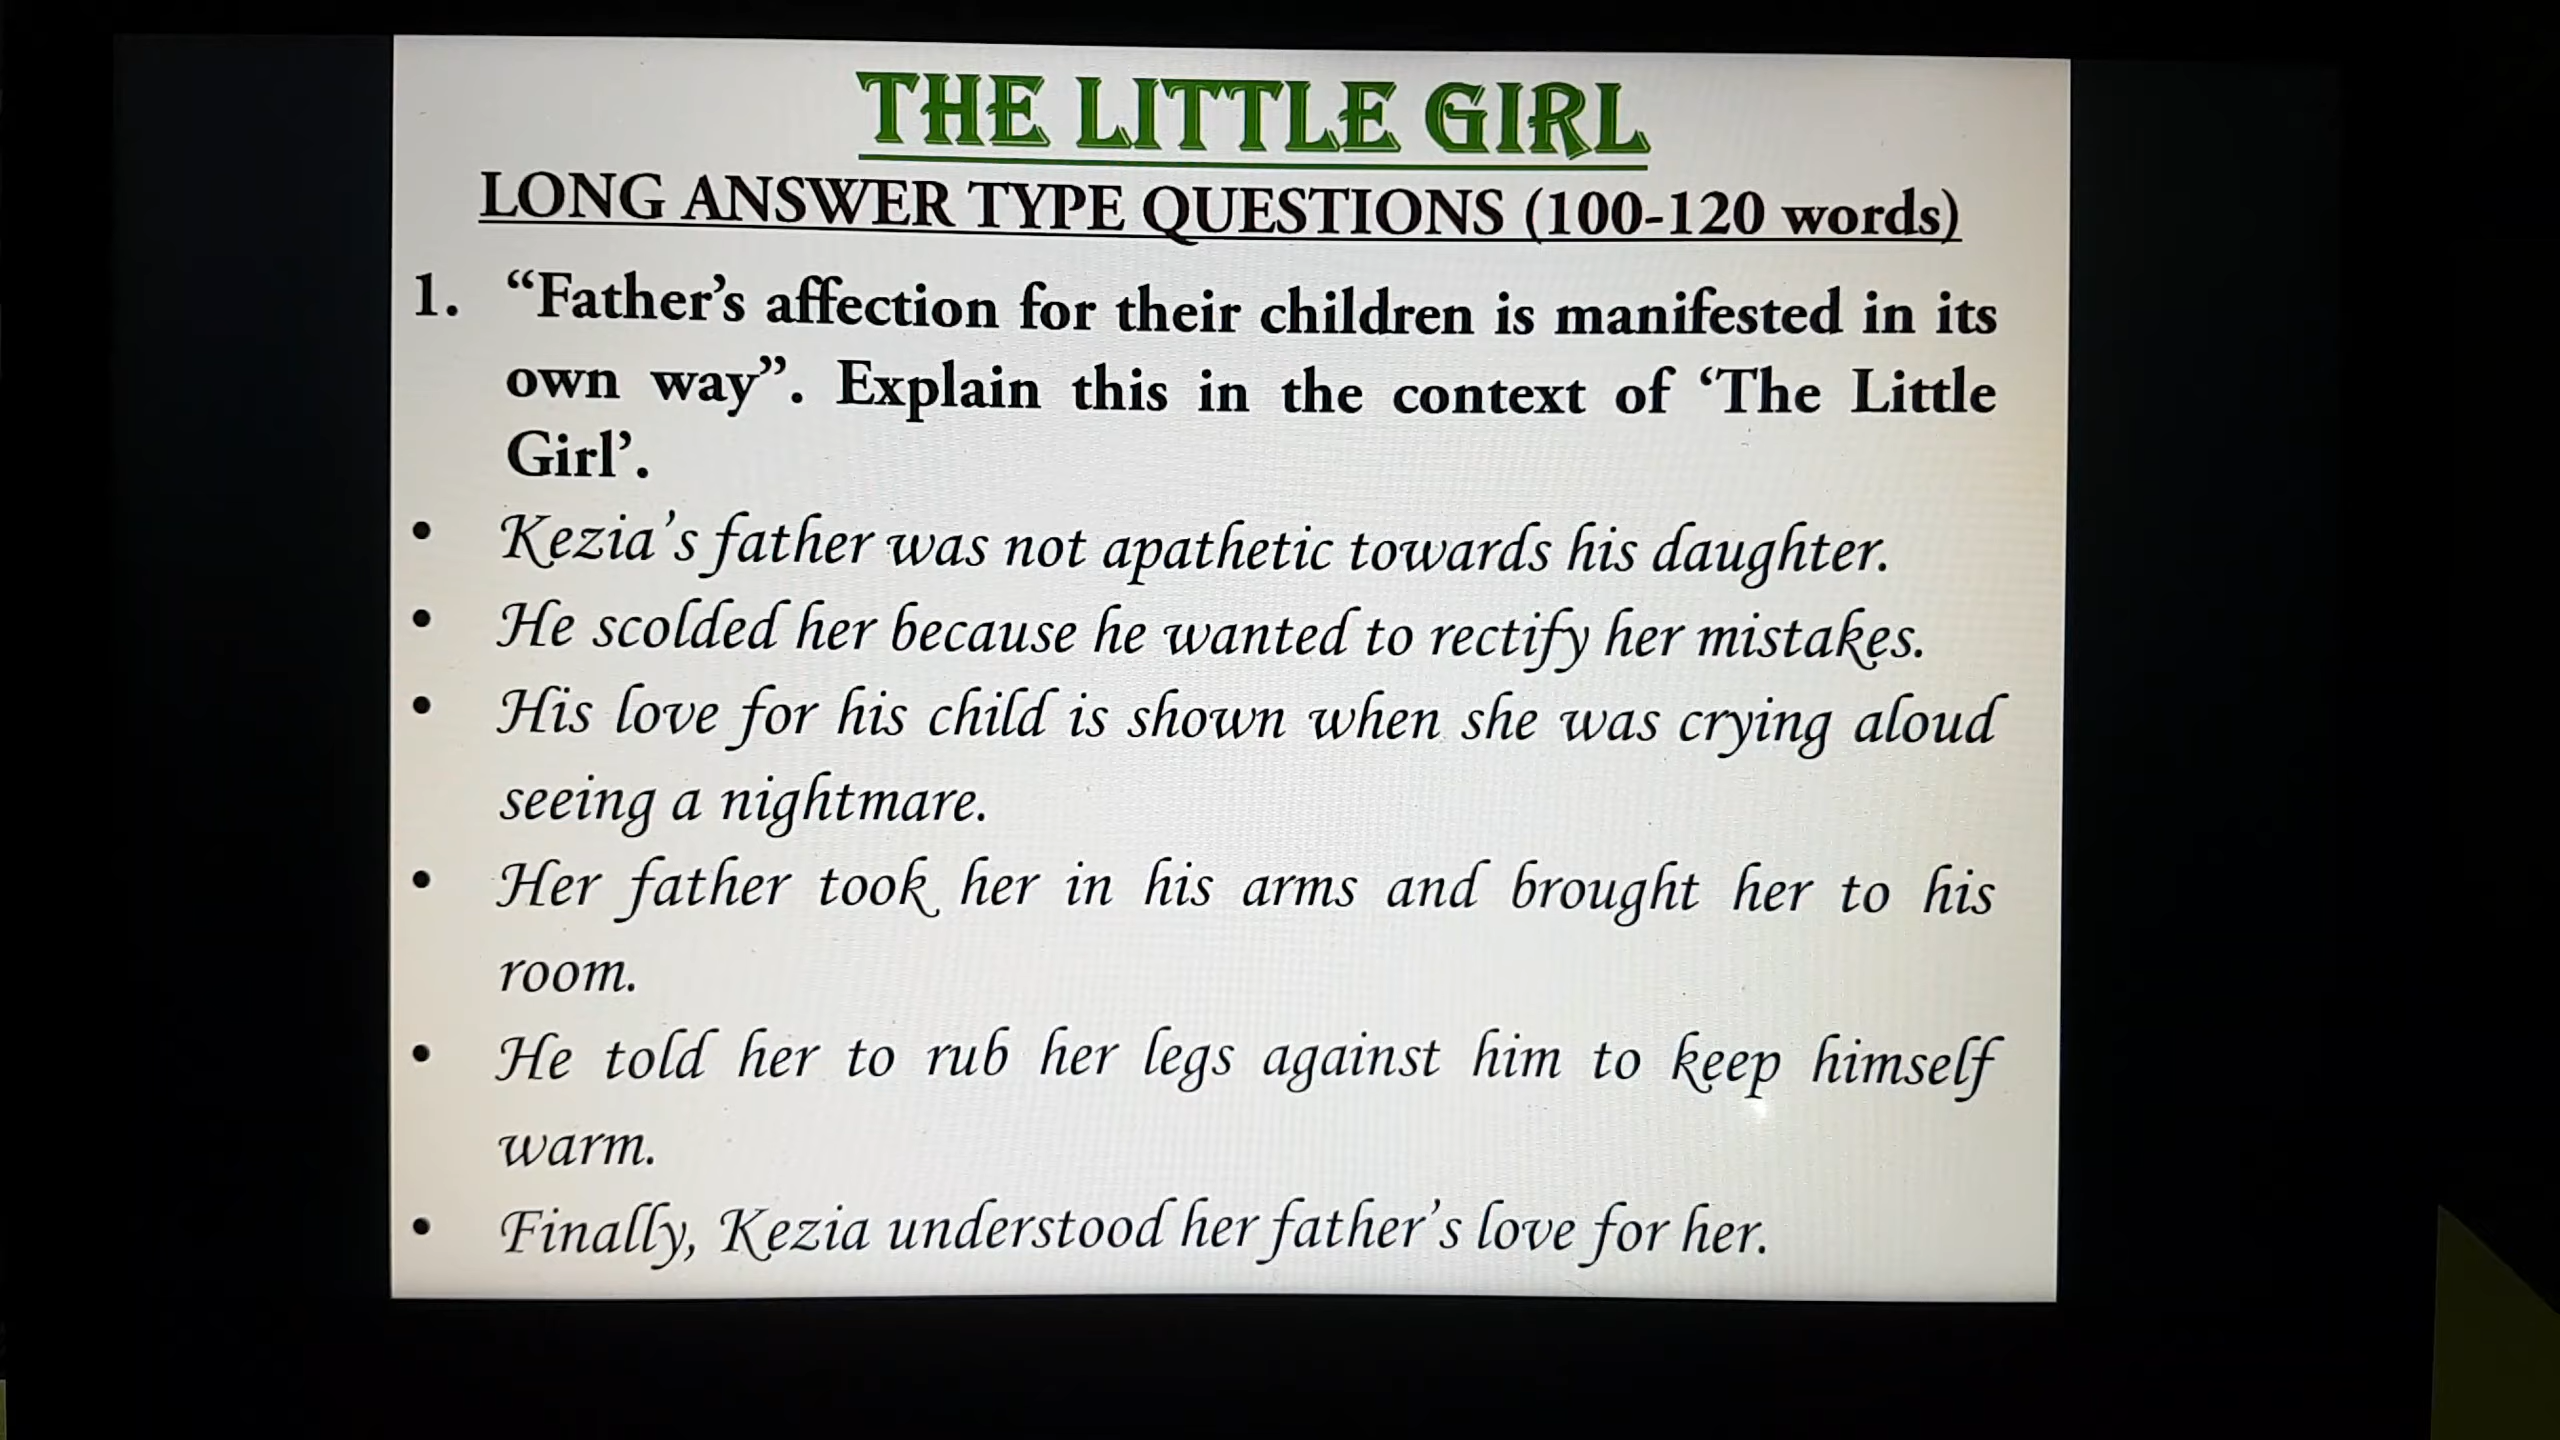 THE LITTLE GIRL
LONG ANSWER TYPE QUESTIONS (100-120 words)
1. “Father’s affection for their children is manifested in its
own way”. Explain this in the context of ‘The Little
Girl’.
• Kezia’s father was not apathetic towards his daughter.
• He scolded her because he wanted to rectify her mistakes.
• His love for his child is shown when she was crying aloud
seeing a nightmare.
• Her father took her in his arms and brought her to his
room.
• He told her to rub her legs against him to keep himself
warm.
• Finally, Kezia understood her father’s love for her.